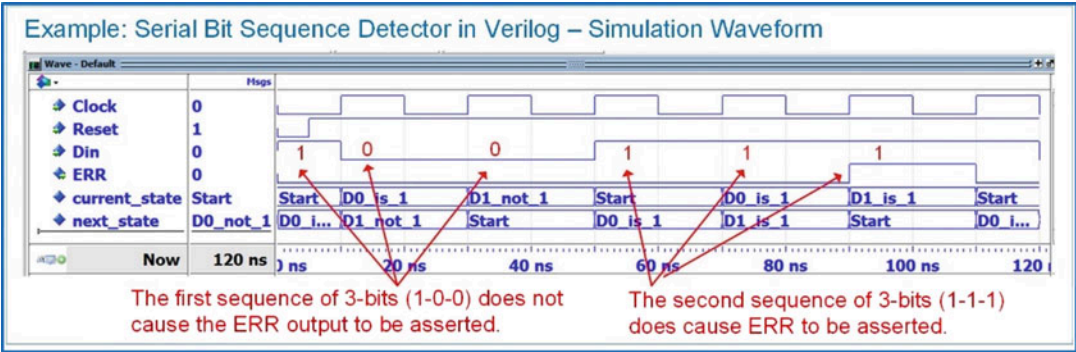 Example: Serial Bit Sequence Detector in Verilog – Simulation Waveform
Wave - Default
Msgs
Clock 0
Reset 1
Din 0 1 0 0 1 1 1
ERR 0
current_state Start Start D0_is_1 D1_not_1 Start D0_is_1 D1_is_1 Start
next_state D0_not_1 D0_i... D1_not_1 Start D0_is_1 D1_is_1 Start D0_i...
Now 120 ns ns 20 ns 40 ns 60 ns 80 ns 100 ns 120
The first sequence of 3-bits (1-0-0) does not
cause the ERR output to be asserted.
The second sequence of 3-bits (1-1-1)
does cause ERR to be asserted.